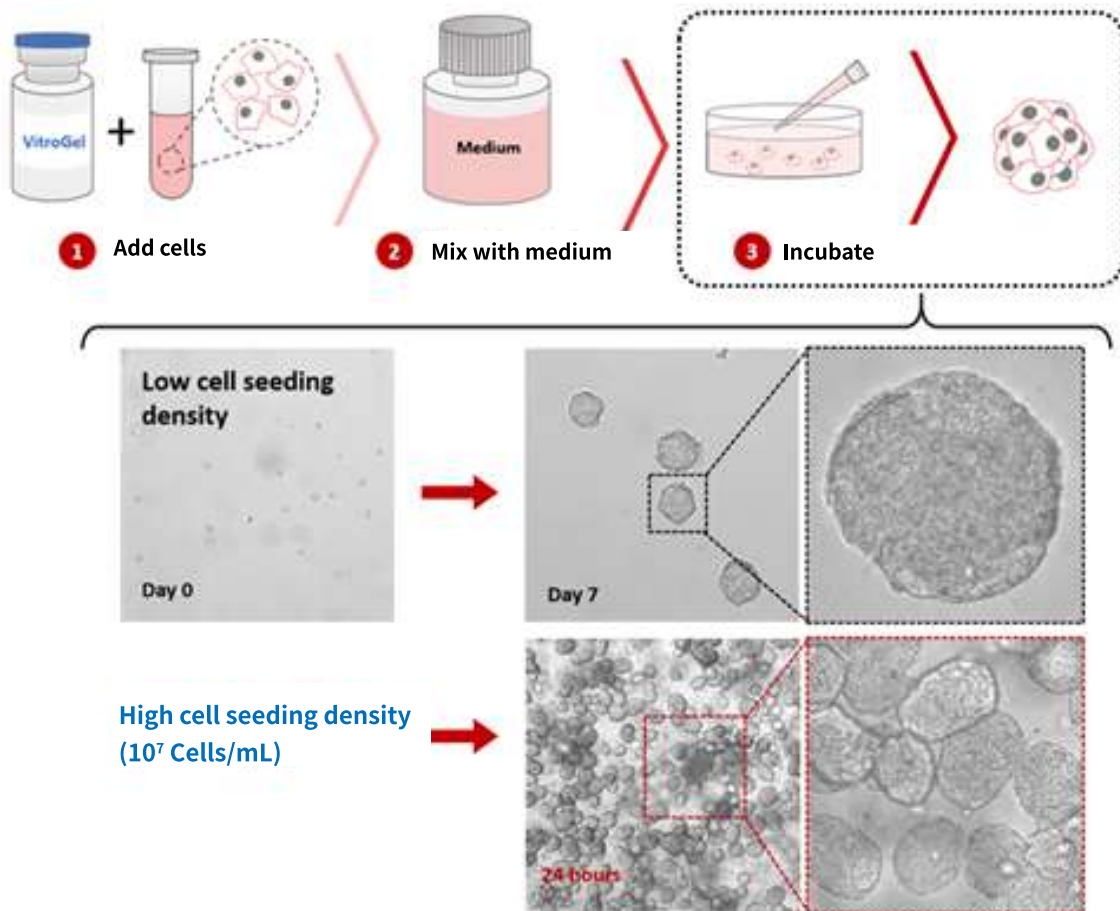 VitroGel
+
Medium
1 Add cells
2 Mix with medium
3 Incubate
Low cell seeding
density
Day 0
Day 7
High cell seeding density
(10⁷ Cells/mL)
24 hours